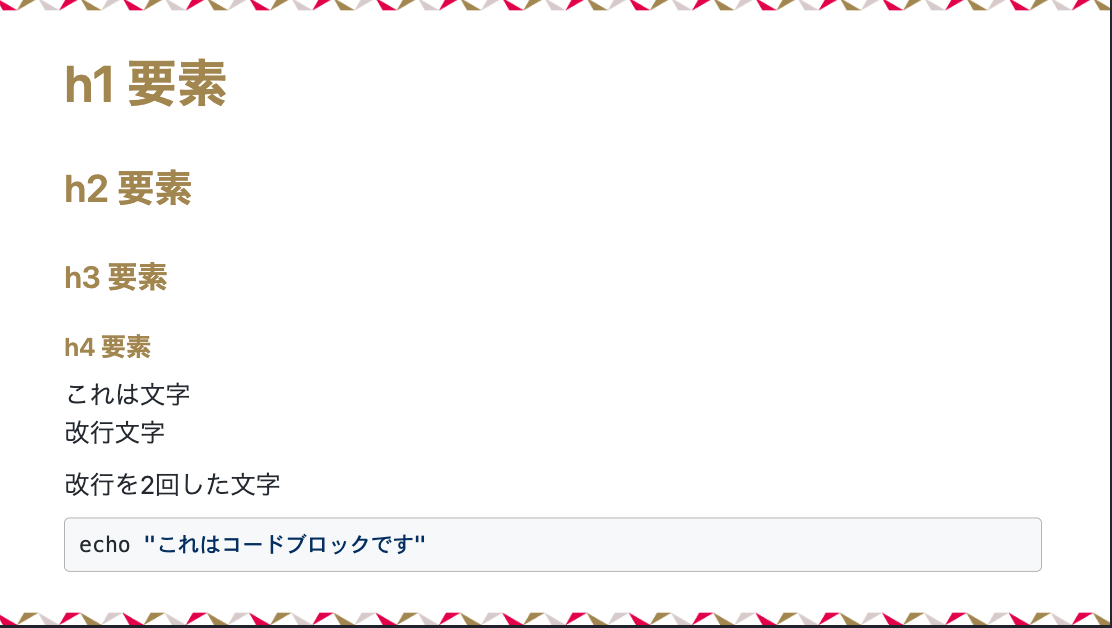 h1 要素
h2 要素
h3 要素
h4 要素
これは文字
改行文字
改行を2回した文字
echo "これはコードブロックです"